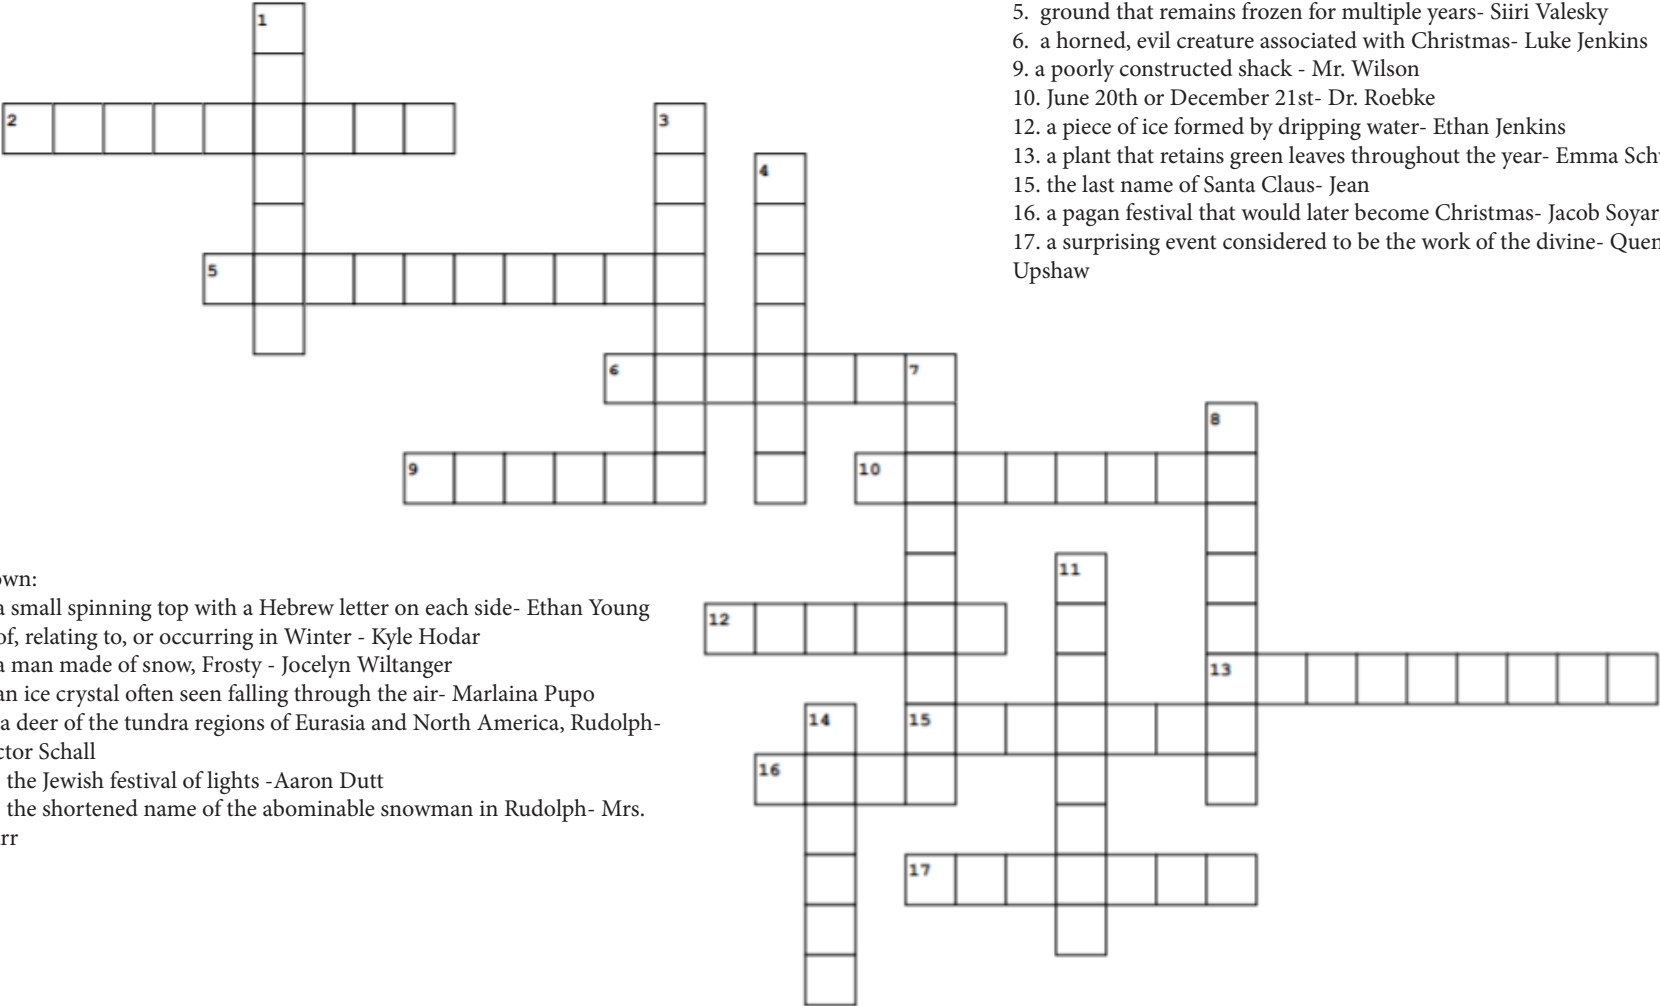 5. ground that remains frozen for multiple years- Siiri Valesky
6. a horned, evil creature associated with Christmas- Luke Jenkins
9. a poorly constructed shack - Mr. Wilson
10. June 20th or December 21st- Dr. Roebke
12. a piece of ice formed by dripping water- Ethan Jenkins
13. a plant that retains green leaves throughout the year- Emma Sch
15. the last name of Santa Claus- Jean
16. a pagan festival that would later become Christmas- Jacob Soyar
17. a surprising event considered to be the work of the divine- Quen
Upshaw
1
2
3
4
5
6 7
8
9 10
11
12
13
14 15
16
17
own:
a small spinning top with a Hebrew letter on each side- Ethan Young
of, relating to, or occurring in Winter - Kyle Hodar
a man made of snow, Frosty - Jocelyn Wiltanger
an ice crystal often seen falling through the air- Marlaina Pupo
a deer of the tundra regions of Eurasia and North America, Rudolph-
ctor Schall
the Jewish festival of lights -Aaron Dutt
the shortened name of the abominable snowman in Rudolph- Mrs.
rr